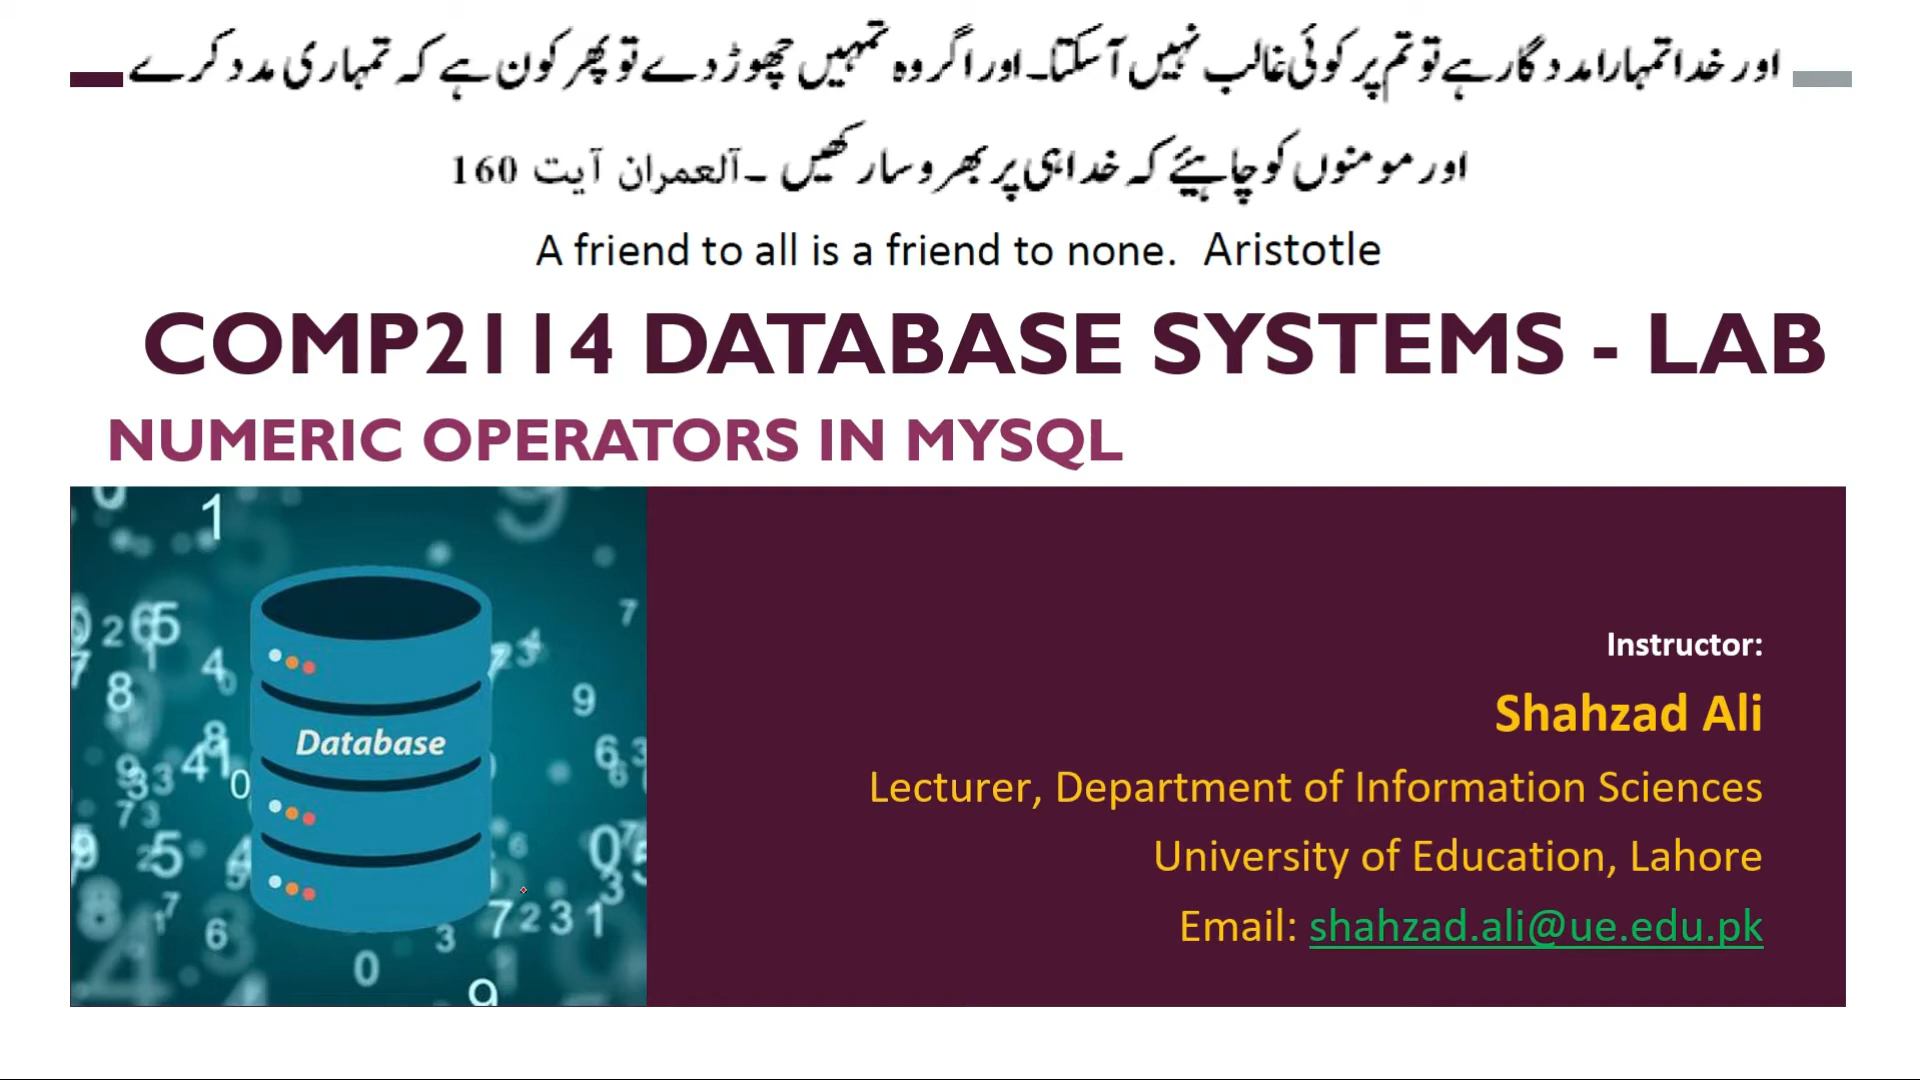 اور خدا تمہارا مددگار ہے تو تم پر کوئی غالب نہیں آسکتا۔ اور اگر وہ تمہیں چھوڑ دے تو پھر کون ہے کہ تمہاری مدد کرے
اور مومنوں کو چاہیئے کہ خدا ہی پر بھروسا رکھیں ۔آلعمران آیت 160
A friend to all is a friend to none. Aristotle
COMP2114 DATABASE SYSTEMS - LAB
NUMERIC OPERATORS IN MYSQL
Database
Instructor:
Shahzad Ali
Lecturer, Department of Information Sciences
University of Education, Lahore
Email: shahzad.ali@ue.edu.pk